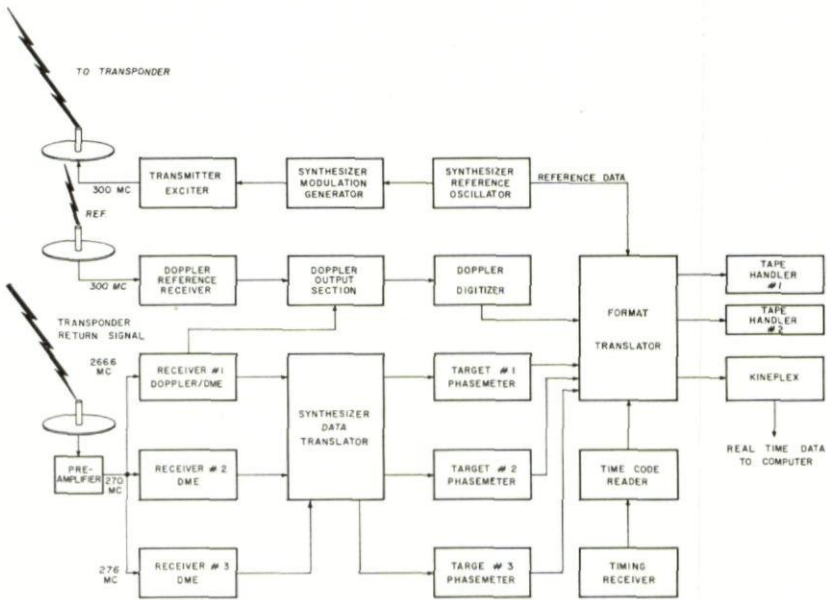 TO TRANSPONDER
300 MC
TRANSMITTER
EXCITER
SYNTHESIZER
MODULATION
GENERATOR
SYNTHESIZER
REFERENCE
OSCILLATOR
REFERENCE DATA
REF.
300 MC
DOPPLER
REFERENCE
RECEIVER
DOPPLER
OUTPUT
SECTION
DOPPLER
DIGITIZER
FORMAT
TRANSLATOR
TAPE
HANDLER
#1
TAPE
HANDLER
#2
KINEPLEX
REAL TIME DATA
TO COMPUTER
TRANSPONDER
RETURN SIGNAL
266.6
MC
RECEIVER #1
DOPPLER/DME
SYNTHESIZER
DATA
TRANSLATOR
TARGET #1
PHASEMETER
PRE-
AMPLIFIER
270
MC
RECEIVER # 2
DME
TARGET # 2
PHASEMETER
TIME CODE
READER
276
MC
RECEIVER # 3
DME
TARGE # 3
PHASEMETER
TIMING
RECEIVER